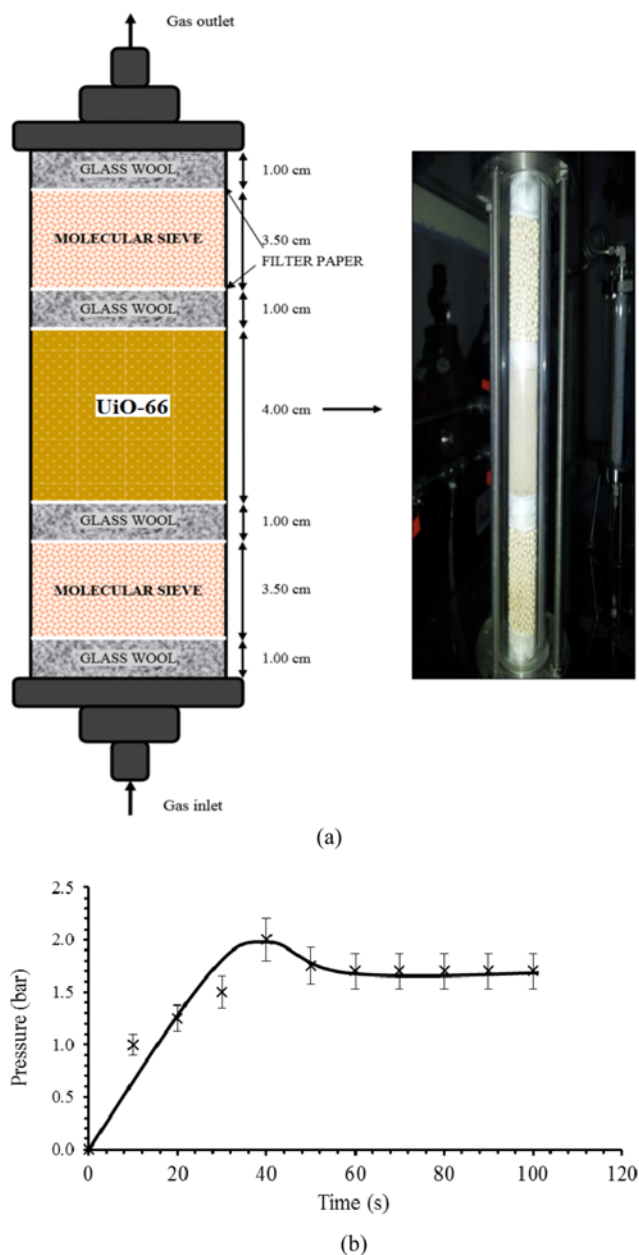 Gas outlet
GLASS WOOL
1.00 cm
MOLECULAR SIEVE
3.50 cm
FILTER PAPER
GLASS WOOL
1.00 cm
UiO-66
4.00 cm
GLASS WOOL
1.00 cm
MOLECULAR SIEVE
3.50 cm
GLASS WOOL
1.00 cm
Gas inlet
(a)
Pressure (bar)
2.5
2.0
1.5
1.0
0.5
0.0
0 20 40 60 80 100 120
Time (s)
(b)